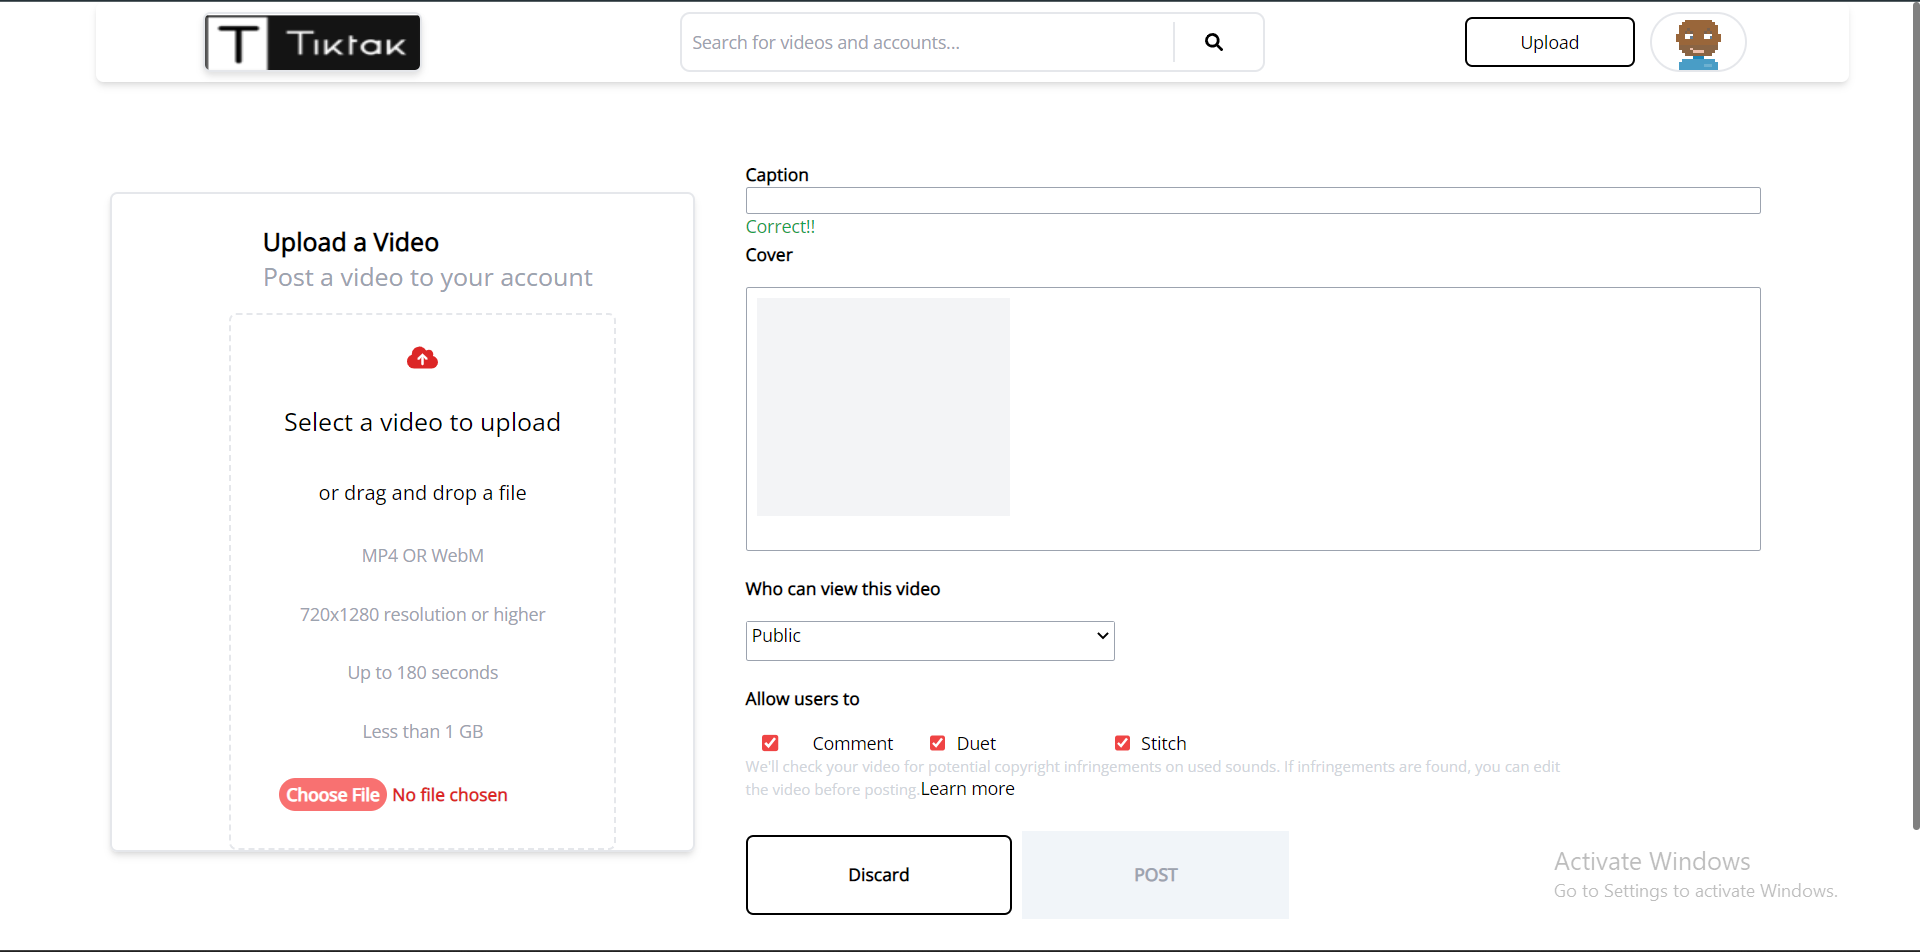 T Tiktak
Search for videos and accounts...
Upload
Upload a Video
Post a video to your account
Select a video to upload
or drag and drop a file
MP4 OR WebM
720x1280 resolution or higher
Up to 180 seconds
Less than 1 GB
Choose File No file chosen
Caption
Correct!!
Cover
Who can view this video
Public
Allow users to
Comment Duet Stitch
We'll check your video for potential copyright infringements on used sounds. If infringements are found, you can edit
the video before posting.Learn more
Discard POST
Activate Windows
Go to Settings to activate Windows.